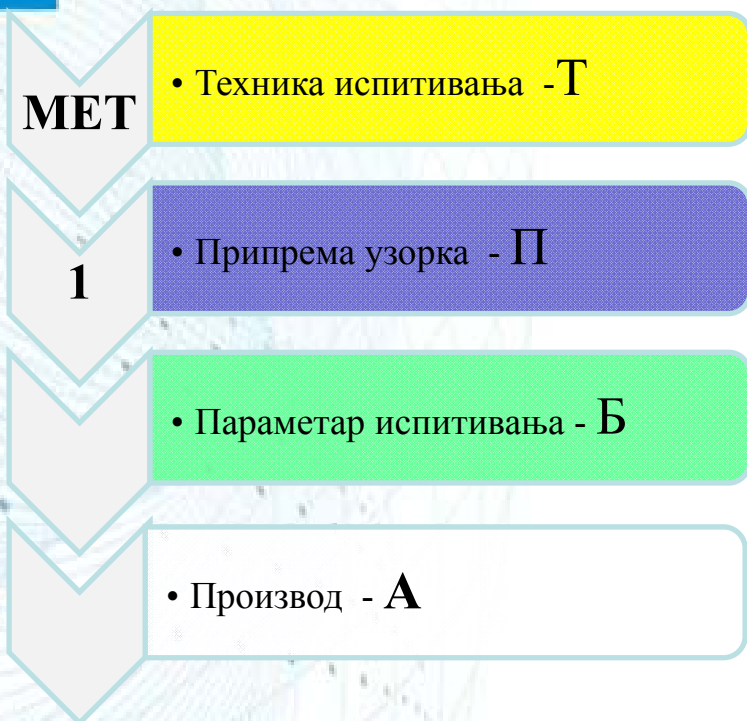 МЕТ
• Техника испитивања -Т
1
• Припрема узорка - П
• Параметар испитивања - Б
• Производ - А